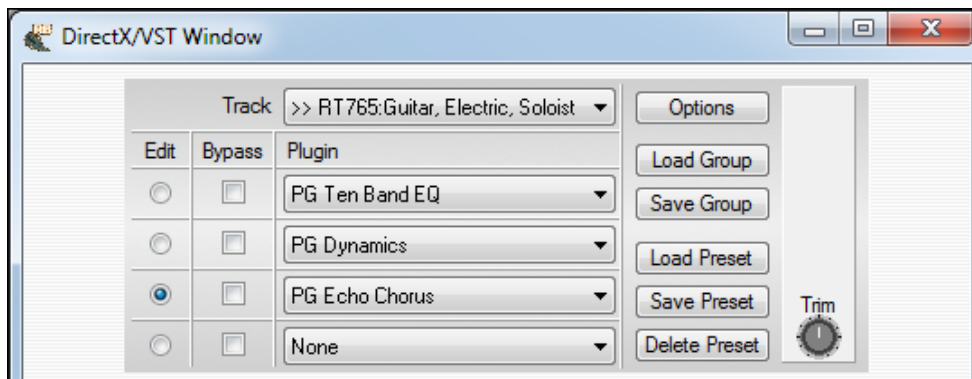 DirectX/VST Window
Track >> RT765:Guitar, Electric, Soloist Options
Edit Bypass Plugin Load Group
PG Ten Band EQ Save Group
PG Dynamics Load Preset
PG Echo Chorus Save Preset Trim
None Delete Preset